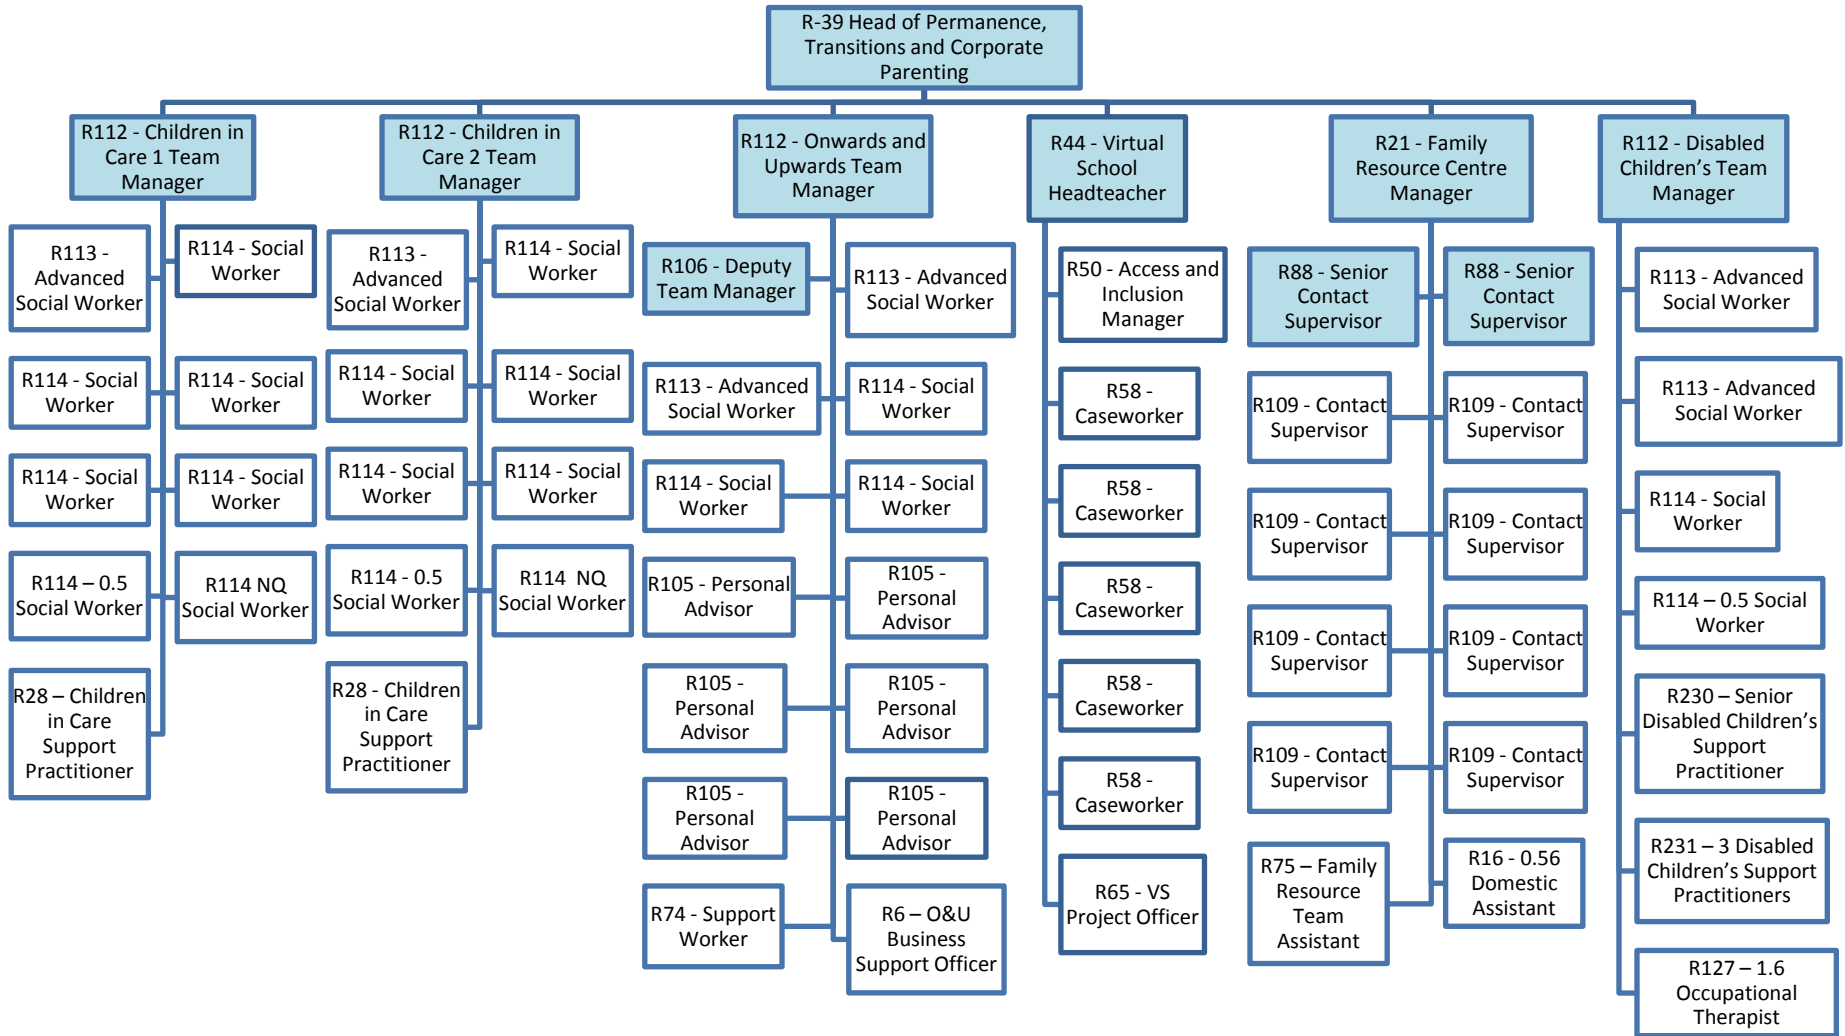 R-39 Head of Permanence,
Transitions and Corporate
Parenting
R112 - Children in
Care 1 Team
Manager
R112 - Children in
Care 2 Team
Manager
R112 - Onwards and
Upwards Team
Manager
R44 - Virtual
School
Headteacher
R21 - Family
Resource Centre
Manager
R112 - Disabled
Children’s Team
Manager
R113 -
Advanced
Social Worker
R114 - Social
Worker
R114 - Social
Worker
R114 - Social
Worker
R114 - Social
Worker
R114 - Social
Worker
R114 – 0.5
Social Worker
R114 NQ
Social Worker
R28 – Children
in Care
Support
Practitioner
R113 -
Advanced
Social Worker
R114 - Social
Worker
R114 - Social
Worker
R114 - Social
Worker
R114 - Social
Worker
R114 - Social
Worker
R114 - 0.5
Social Worker
R114  NQ
Social Worker
R28 - Children
in Care
Support
Practitioner
R106 - Deputy
Team Manager
R113 - Advanced
Social Worker
R113 - Advanced
Social Worker
R114 - Social
Worker
R114 - Social
Worker
R114 - Social
Worker
R105 - Personal
Advisor
R105 -
Personal
Advisor
R105 -
Personal
Advisor
R105 -
Personal
Advisor
R105 -
Personal
Advisor
R105 -
Personal
Advisor
R74 - Support
Worker
R6 – O&U
Business
Support Officer
R50 - Access and
Inclusion
Manager
R58 -
Caseworker
R58 -
Caseworker
R58 -
Caseworker
R58 -
Caseworker
R58 -
Caseworker
R65 - VS
Project Officer
R88 - Senior
Contact
Supervisor
R88 - Senior
Contact
Supervisor
R109 - Contact
Supervisor
R109 - Contact
Supervisor
R109 - Contact
Supervisor
R109 - Contact
Supervisor
R109 - Contact
Supervisor
R109 - Contact
Supervisor
R109 - Contact
Supervisor
R109 - Contact
Supervisor
R75 – Family
Resource
Team
Assistant
R16 - 0.56
Domestic
Assistant
R113 - Advanced
Social Worker
R113 - Advanced
Social Worker
R114 - Social
Worker
R114 – 0.5 Social
Worker
R230 – Senior
Disabled Children’s
Support
Practitioner
R231 – 3 Disabled
Children’s Support
Practitioners
R127 – 1.6
Occupational
Therapist